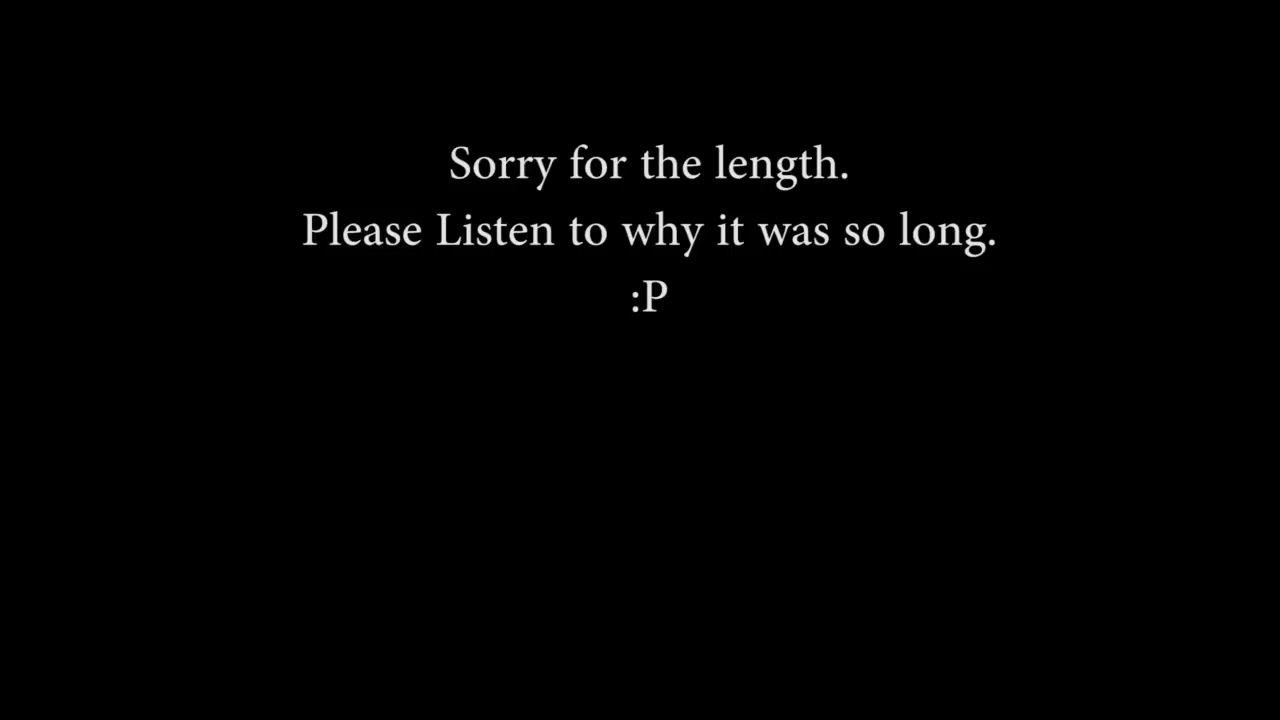 Sorry for the length.
Please Listen to why it was so long.
:P